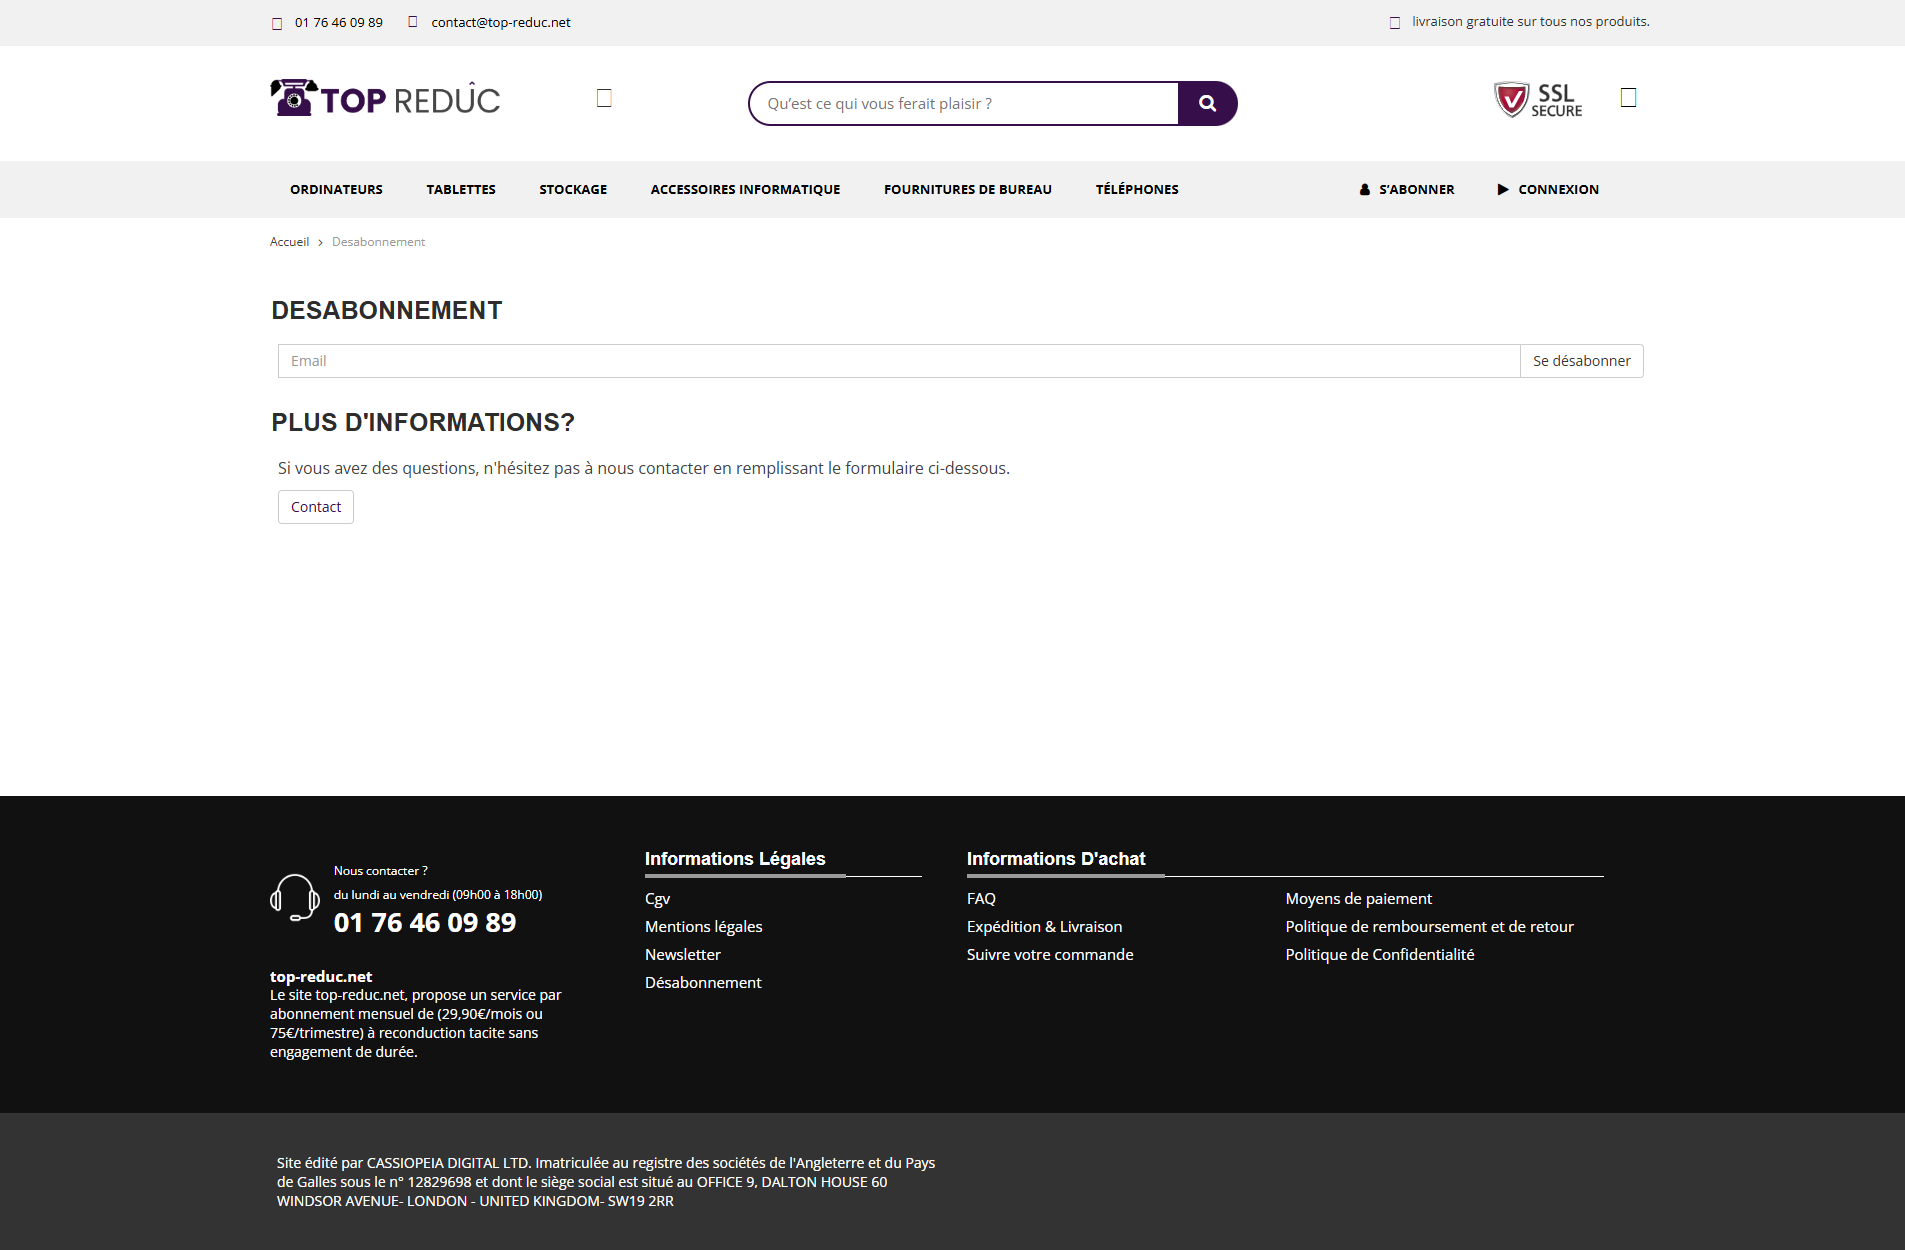 01 76 46 09 89
contact@top-reduc.net
livraison gratuite sur tous nos produits.
TOP REDÛC
Qu’est ce qui vous ferait plaisir ?
SSL
SECURE
ORDINATEURS
TABLETTES
STOCKAGE
ACCESSOIRES INFORMATIQUE
FOURNITURES DE BUREAU
TÉLÉPHONES
S’ABONNER
CONNEXION
Accueil > Desabonnement
DESABONNEMENT
Email
Se désabonner
PLUS D'INFORMATIONS?
Si vous avez des questions, n'hésitez pas à nous contacter en remplissant le formulaire ci-dessous.
Contact
Nous contacter ?
du lundi au vendredi (09h00 à 18h00)
01 76 46 09 89
top-reduc.net
Le site top-reduc.net, propose un service par
abonnement mensuel de (29,90€/mois ou
75€/trimestre) à reconduction tacite sans
engagement de durée.
Informations Légales
Cgv
Mentions légales
Newsletter
Désabonnement
Informations D'achat
FAQ
Expédition & Livraison
Suivre votre commande
Moyens de paiement
Politique de remboursement et de retour
Politique de Confidentialité
Site édité par CASSIOPEIA DIGITAL LTD. Imatriculée au registre des sociétés de l'Angleterre et du Pays
de Galles sous le n° 12829698 et dont le siège social est situé au OFFICE 9, DALTON HOUSE 60
WINDSOR AVENUE- LONDON - UNITED KINGDOM- SW19 2RR